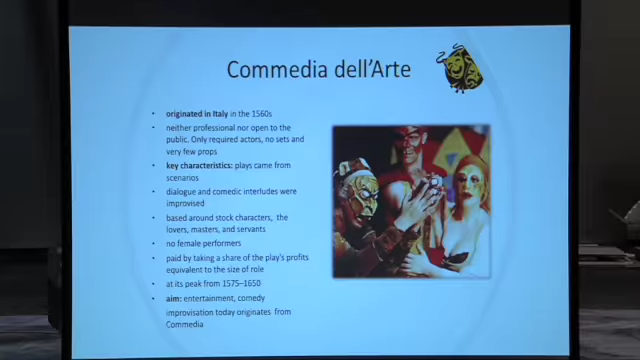 Commedia dell'Arte
• originated in Italy in the 1560s
• neither professional nor open to the
public. Only required actors, no sets and
very few props
• key characteristics: plays came from
scenarios
• dialogue and comedic interludes were
improvised
• based around stock characters, the
lovers, masters, and servants
• no female performers
• paid by taking a share of the play's profits
equivalent to the size of role
• at its peak from 1575–1650
• aim: entertainment, comedy
improvisation today originates from
Commedia